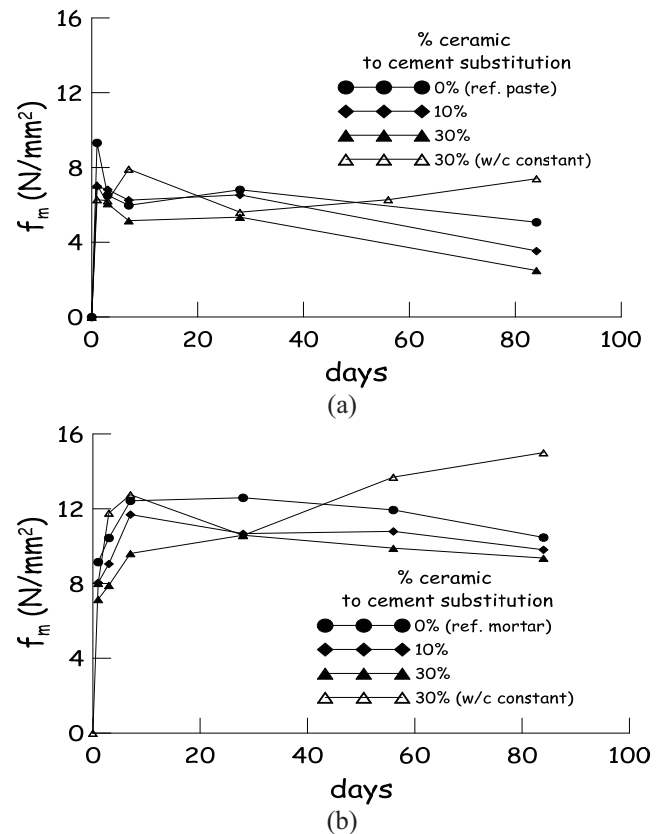 16
% ceramic
to cement substitution
12
0% (ref. paste)
10%
30%
8
30% (w/c constant)
fm (N/mm²)
4
0
0 20 40 60 80 100
days
(a)
16
12
fm (N/mm²)
8
% ceramic
to cement substitution
0% (ref. mortar)
10%
4
30%
30% (w/c constant)
0
0 20 40 60 80 100
days
(b)